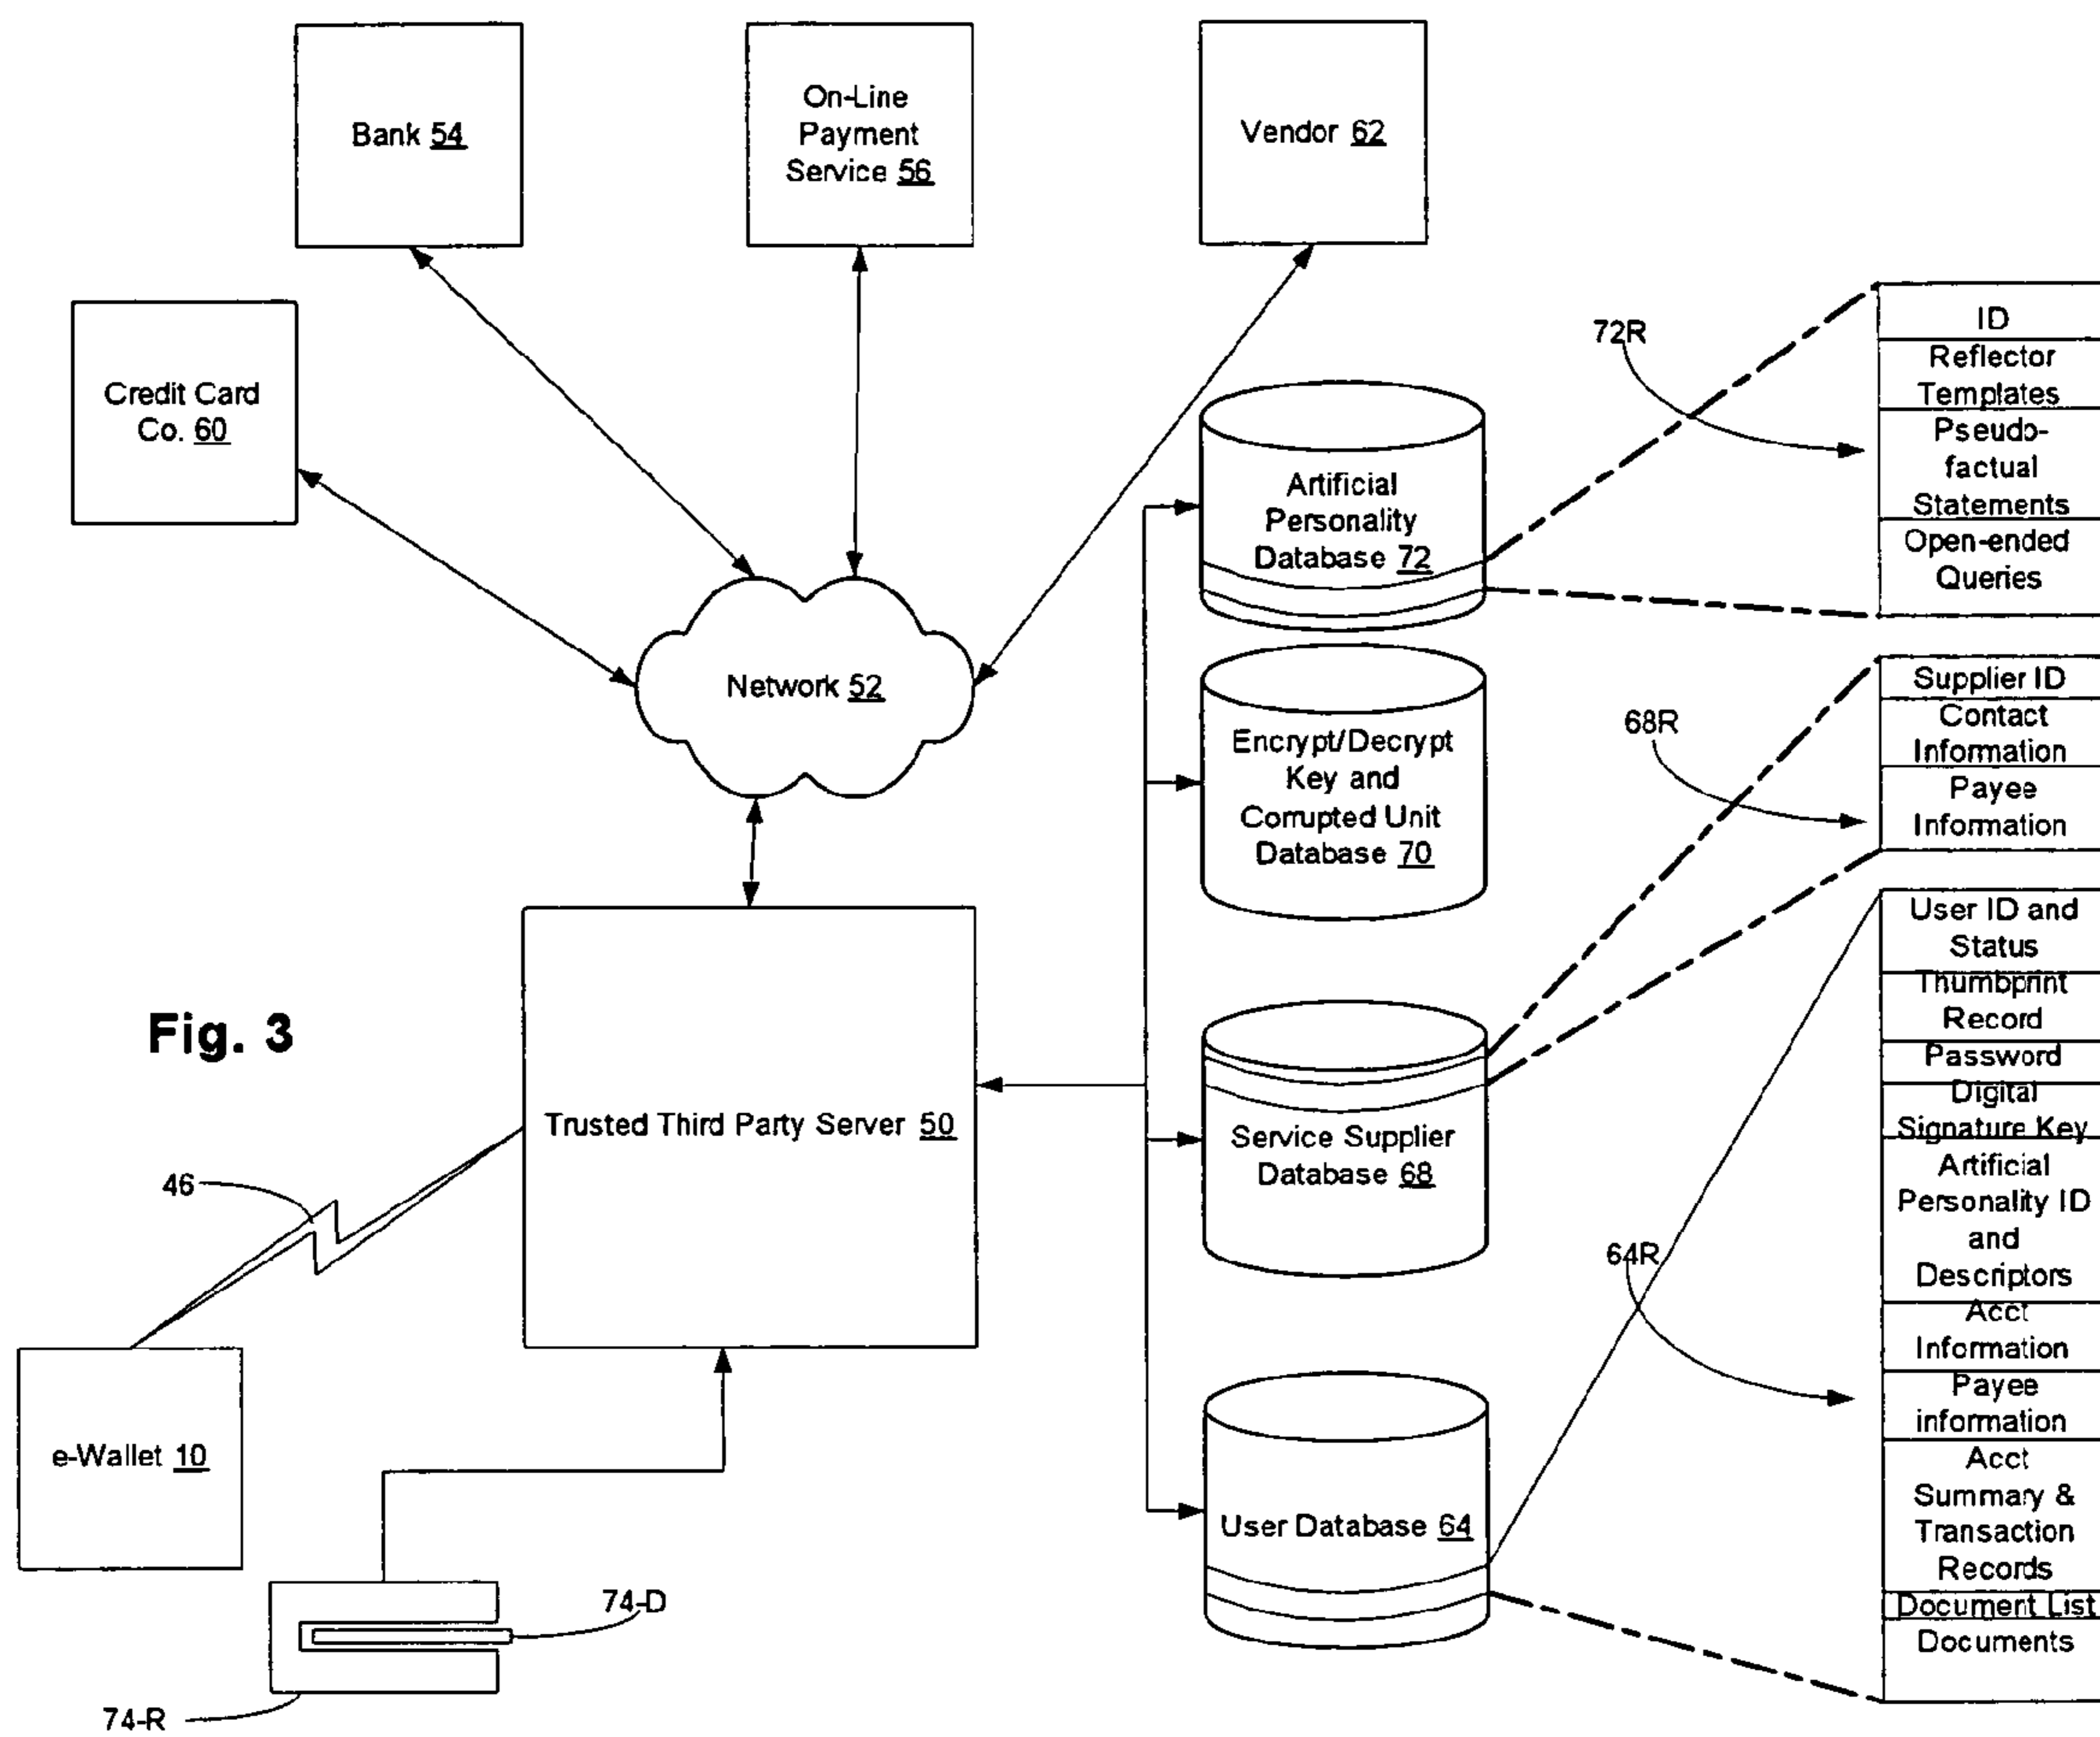 Bank 54
On-Line
Payment
Service 56
Vendor 62
Credit Card
Co. 60
72R
ID
Reflector
Templates
Pseudo-
factual
Statements
Open-ended
Queries
Artificial
Personality
Database 72
Network 52
Encrypt/Decrypt
Key and
Corrupted Unit
Database 70
68R
Supplier ID
Contact
Information
Payee
Information
Fig. 3
Trusted Third Party Server 50
Service Supplier
Database 68
46
64R
User ID and
Status
Thumbprint
Record
Password
Digital
Signature Key
Artificial
Personality ID
and
Descriptors
Acct
Information
Payee
information
Acct
Summary &
Transaction
Records
Document List
Documents
e-Wallet 10
User Database 64
74-D
74-R